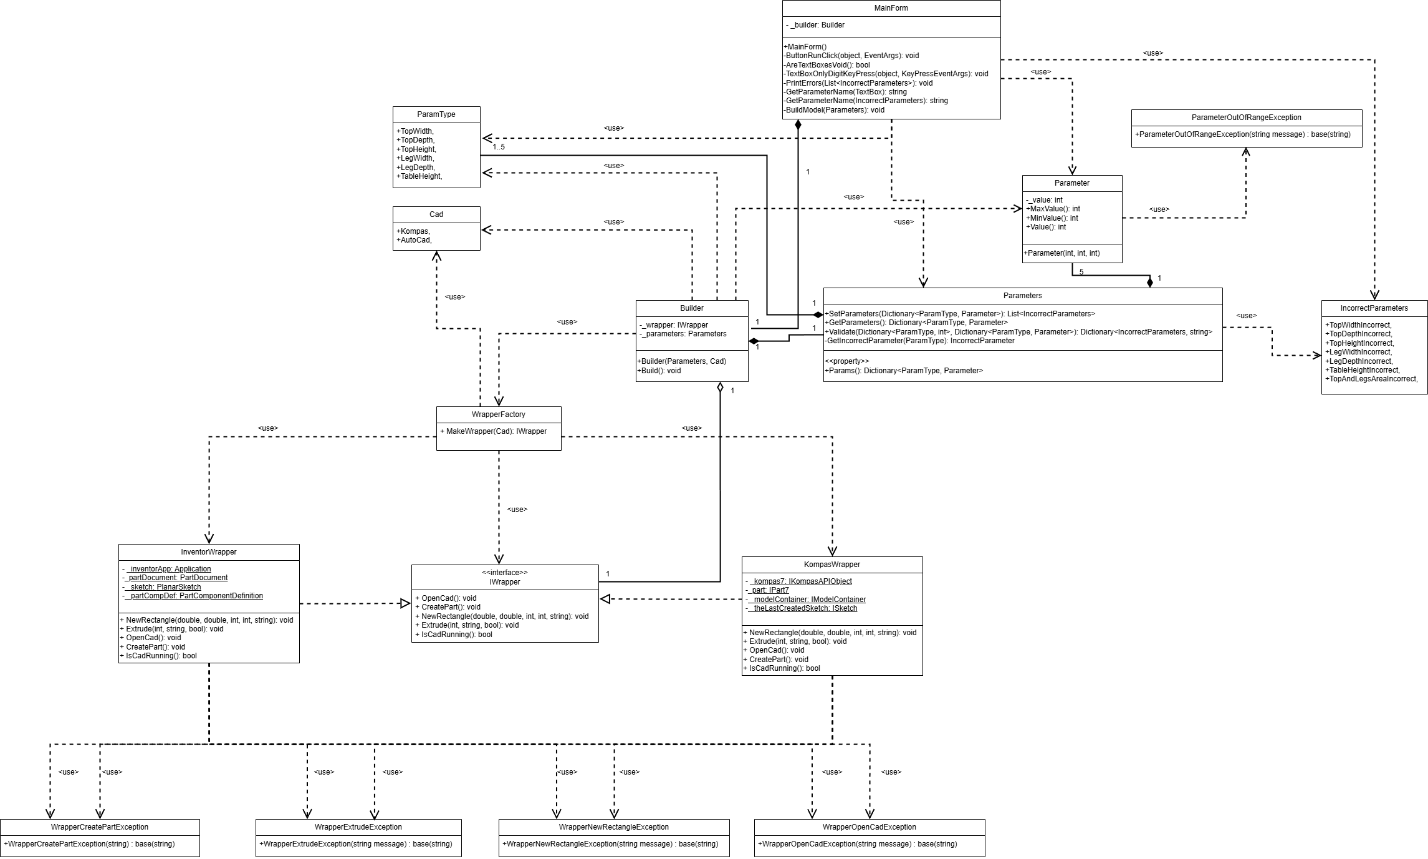 MainForm
- _builder: Builder
+MainForm()
-ButtonRunClick(object, EventArgs): void
-AreTextBoxesVoid(): bool
-TextBoxOnlyDigitKeyPress(object, KeyPressEventArgs): void
-PrintErrors(List<IncorrectParameters>): void
-GetParameterName(TextBox): string
-GetParameterName(IncorrectParameters): string
-BuildModel(Parameters): void
<use>
<use>
ParamType
+TopWidth,
+TopDepth,
+TopHeight,
+LegWidth,
+LegDepth,
+TableHeight,
<use>
1..5
<use>
1
ParameterOutOfRangeException
+ParameterOutOfRangeException(string message) : base(string)
Parameter
-_value: int
+MaxValue(): int
+MinValue(): int
+Value(): int
+Parameter(int, int, int)
<use>
<use>
<use>
Cad
+Kompas,
+AutoCad,
<use>
<use>
5
1
Parameters
+SetParameters(Dictionary<ParamType, Parameter>): List<IncorrectParameters>
+GetParameters(): Dictionary<ParamType, Parameter>
+Validate(Dictionary<ParamType, int>, Dictionary<ParamType, Parameter>): Dictionary<IncorrectParameters, string>
-GetIncorrectParameter(ParamType): IncorrectParameter
<<property>>
+Params(): Dictionary<ParamType, Parameter>
1
1
1
1
<use>
IncorrectParameters
+TopWidthIncorrect,
+TopDepthIncorrect,
+TopHeightIncorrect,
+LegWidthIncorrect,
+LegDepthIncorrect,
+TableHeightIncorrect,
+TopAndLegsAreaIncorrect,
Builder
-_wrapper: IWrapper
-_parameters: Parameters
+Builder(Parameters, Cad)
+Build(): void
<use>
1
WrapperFactory
+ MakeWrapper(Cad): IWrapper
<use>
<use>
<use>
InventorWrapper
- _inventorApp: Application
- _partDocument: PartDocument
- _sketch: PlanarSketch
- _partCompDef: PartComponentDefinition
+ NewRectangle(double, double, int, int, string): void
+ Extrude(int, string, bool): void
+ OpenCad(): void
+ CreatePart(): void
+ IsCadRunning(): bool
<<interface>>
IWrapper
+ OpenCad(): void
+ CreatePart(): void
+ NewRectangle(double, double, int, int, string): void
+ Extrude(int, string, bool): void
+ IsCadRunning(): bool
1
KompasWrapper
- _kompas7: IKompasAPIObject
- _part: IPart7
- _modelContainer: IModelContainer
- _theLastCreatedSketch: ISketch
+ NewRectangle(double, double, int, int, string): void
+ Extrude(int, string, bool): void
+ OpenCad(): void
+ CreatePart(): void
+ IsCadRunning(): bool
<use>
<use>
<use>
<use>
<use>
<use>
<use>
<use>
WrapperCreatePartException
+WrapperCreatePartException(string) : base(string)
WrapperExtrudeException
+WrapperExtrudeException(string message) : base(string)
WrapperNewRectangleException
+WrapperNewRectangleException(string message) : base(string)
WrapperOpenCadException
+WrapperOpenCadException(string message) : base(string)